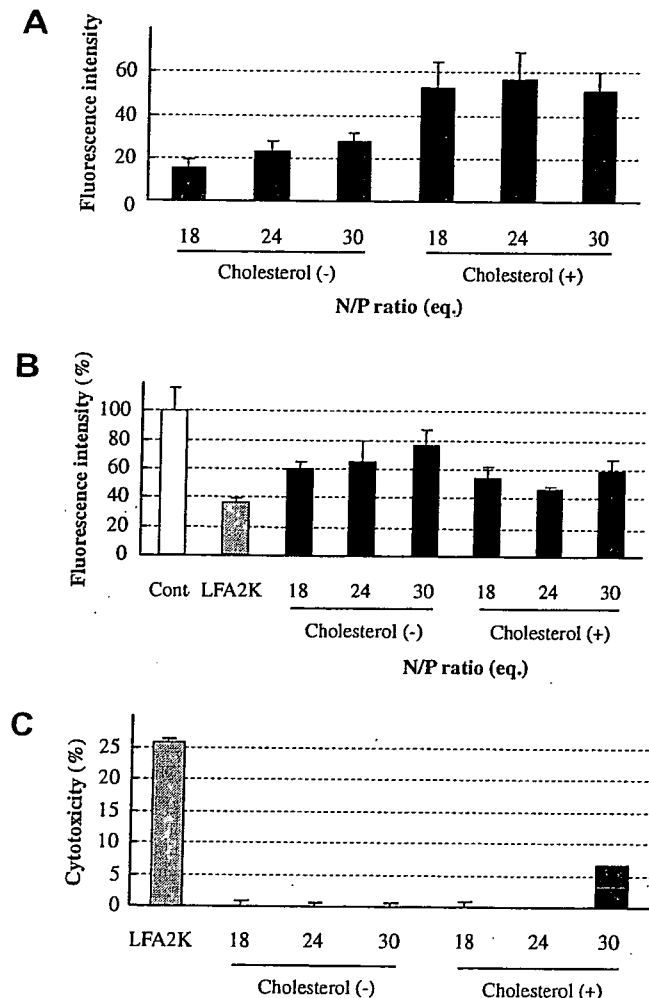 A
Fluorescence intensity
60
40
20
0
18 24 30 18 24 30
Cholesterol (-) Cholesterol (+)
N/P ratio (eq.)
B
Fluorescence intensity (%)
100
80
60
40
20
0
Cont LFA2K 18 24 30 18 24 30
Cholesterol (-) Cholesterol (+)
N/P ratio (eq.)
C
Cytotoxicity (%)
25
20
15
10
5
0
LFA2K 18 24 30 18 24 30
Cholesterol (-) Cholesterol (+)